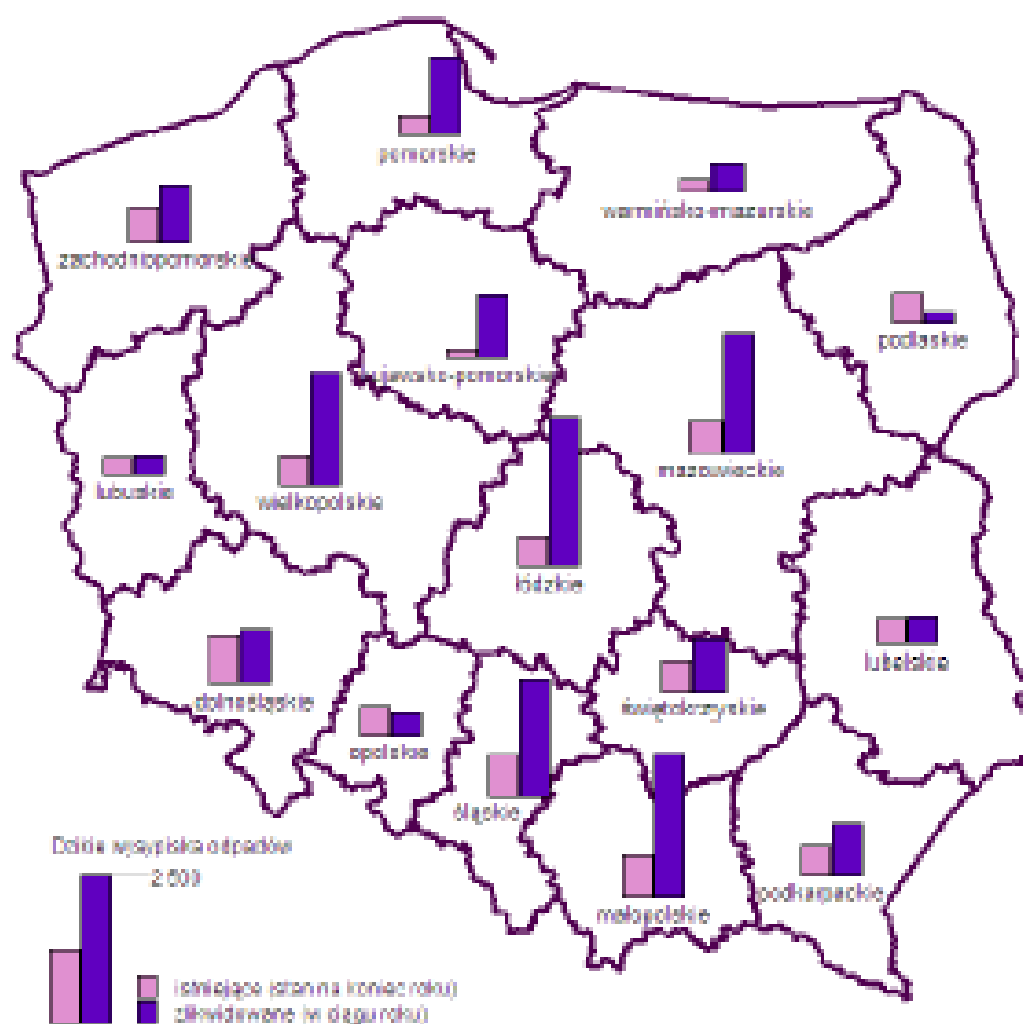 pomorskie
warmińsko-mazurskie
zachodniopomorskie
podlaskie
kujawsko-pomorskie
mazowieckie
lubuskie
wielkopolskie
łódzkie
lubelskie
dolnośląskie
świętokrzyskie
opolskie
śląskie
podkarpackie
małopolskie
Dzikie wysypiska odpadów
2 500
istniejące (stan na koniec roku)
zlikwidowane (w ciągu roku)